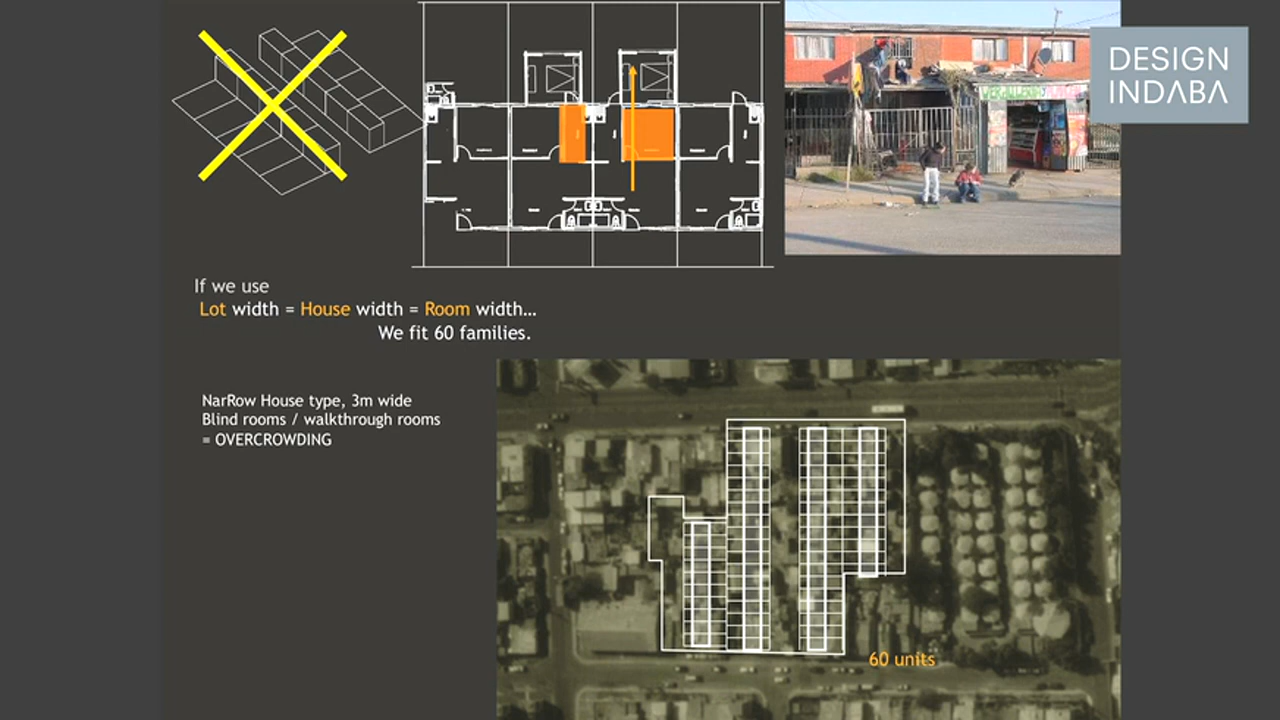 DESIGN
INDABA
If we use
Lot width = House width = Room width...
We fit 60 families.
NarRow House type, 3m wide
Blind rooms / walkthrough rooms
= OVERCROWDING
60 units